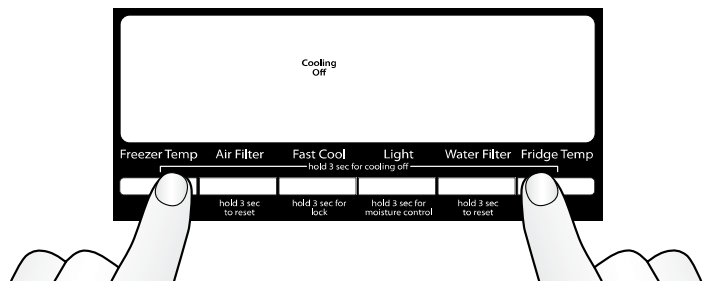 Cooling
Off
Freezer Temp Air Filter Fast Cool Light Water Filter Fridge Temp
hold 3 sec for cooling off
hold 3 sec
to reset
hold 3 sec for
lock
hold 3 sec for
moisture control
hold 3 sec
to reset